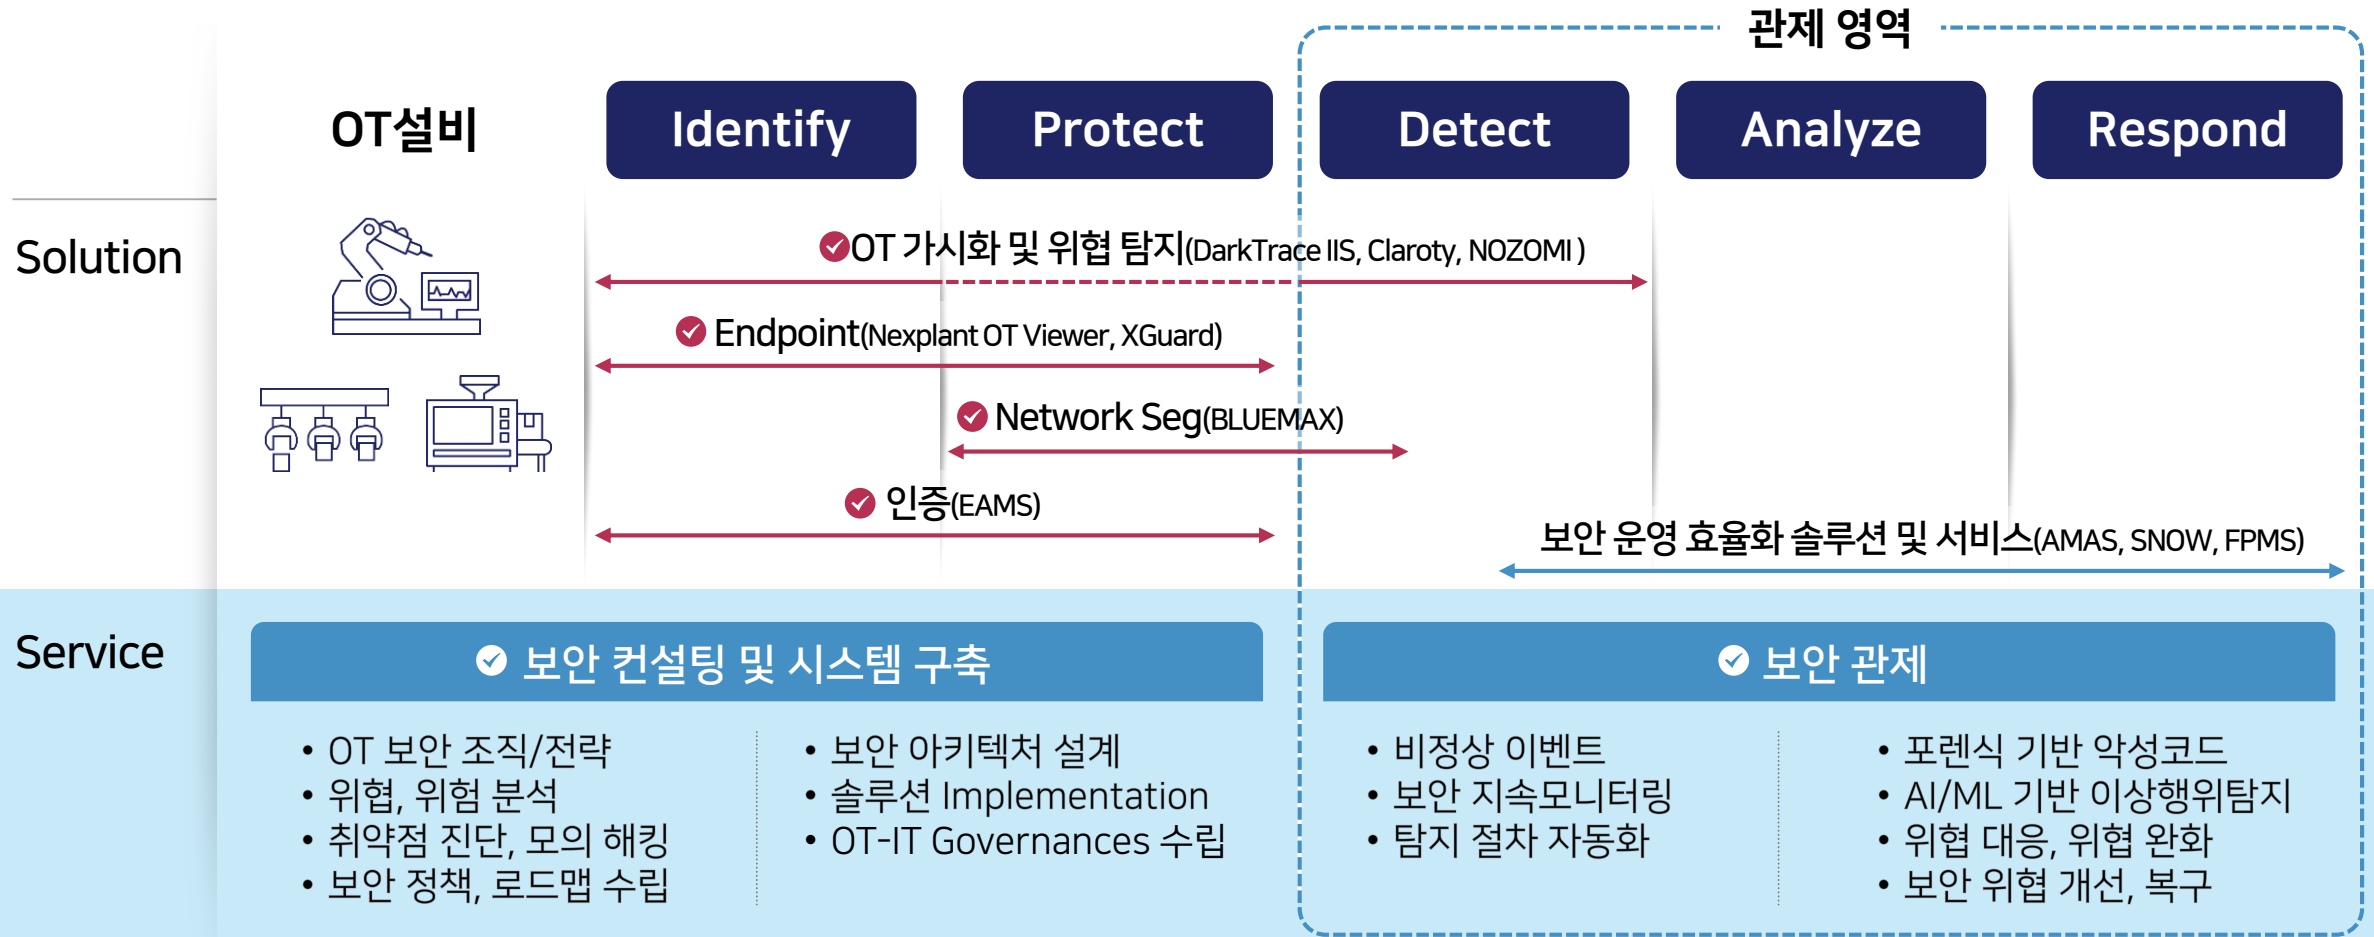 관제 영역
OT설비
Identify
Protect
Detect
Analyze
Respond
Solution
OT 가시화 및 위협 탐지(DarkTrace IIS, Claroty, NOZOMI )
Endpoint(Nexplant OT Viewer, XGuard)
Network Seg(BLUEMAX)
인증(EAMS)
보안 운영 효율화 솔루션 및 서비스(AMAS, SNOW, FPMS)
Service
보안 컨설팅 및 시스템 구축
• OT 보안 조직/전략
• 위협, 위험 분석
• 취약점 진단, 모의 해킹
• 보안 정책, 로드맵 수립
• 보안 아키텍처 설계
• 솔루션 Implementation
• OT-IT Governances 수립
보안 관제
• 비정상 이벤트
• 보안 지속모니터링
• 탐지 절차 자동화
• 포렌식 기반 악성코드
• AI/ML 기반 이상행위탐지
• 위협 대응, 위협 완화
• 보안 위협 개선, 복구